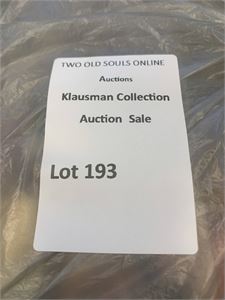 TWO OLD SOULS ONLINE
Auctions
Klausman Collection
Auction Sale
Lot 193